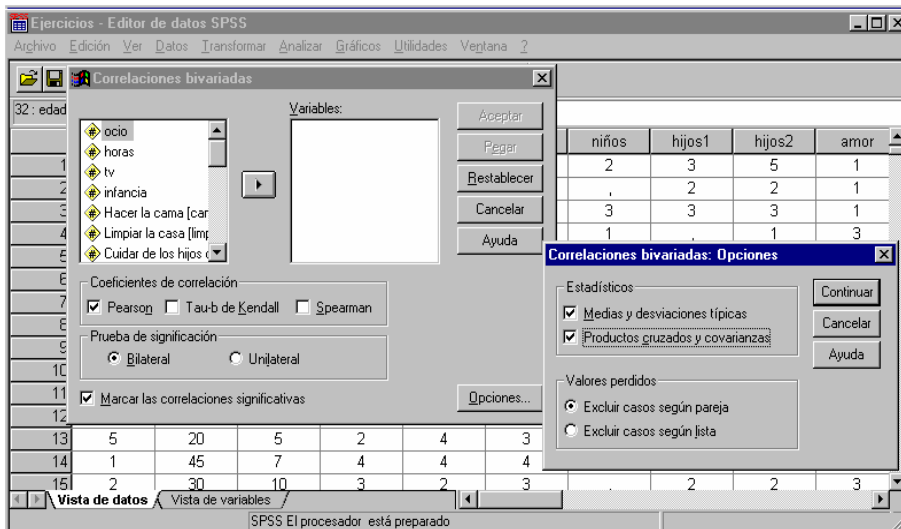 Ejercicios - Editor de datos SPSS
Archivo Edición Ver Datos Transformar Analizar Gráficos Utilidades Ventana ?
Correlaciones bivariadas
32 : edad
Variables:
ocio
horas
tv
infancia
Hacer la cama [car
Limpiar la casa [limp
Cuidar de los hijos
Aceptar
Pegar
Restablecer
Cancelar
Ayuda
Coeficientes de correlación
Pearson Tau-b de Kendall Spearman
Prueba de significación
Bilateral Unilateral
Marcar las correlaciones significativas
Opciones...
niños hijos1 hijos2 amor
1 2 3 5 1
2 . 2 2 1
3 3 3 3 1
4 1 . 1 3
Correlaciones bivariadas: Opciones
Estadísticos
Medias y desviaciones típicas
Productos cruzados y covarianzas
Continuar
Cancelar
Ayuda
Valores perdidos
Excluir casos según pareja
Excluir casos según lista
7
10
11
12
13 5 20 5 2 4 3
14 1 45 7 4 4 4
15 2 30 10 3 2 3 . 2 2 3
Vista de datos Vista de variables
SPSS El procesador está preparado